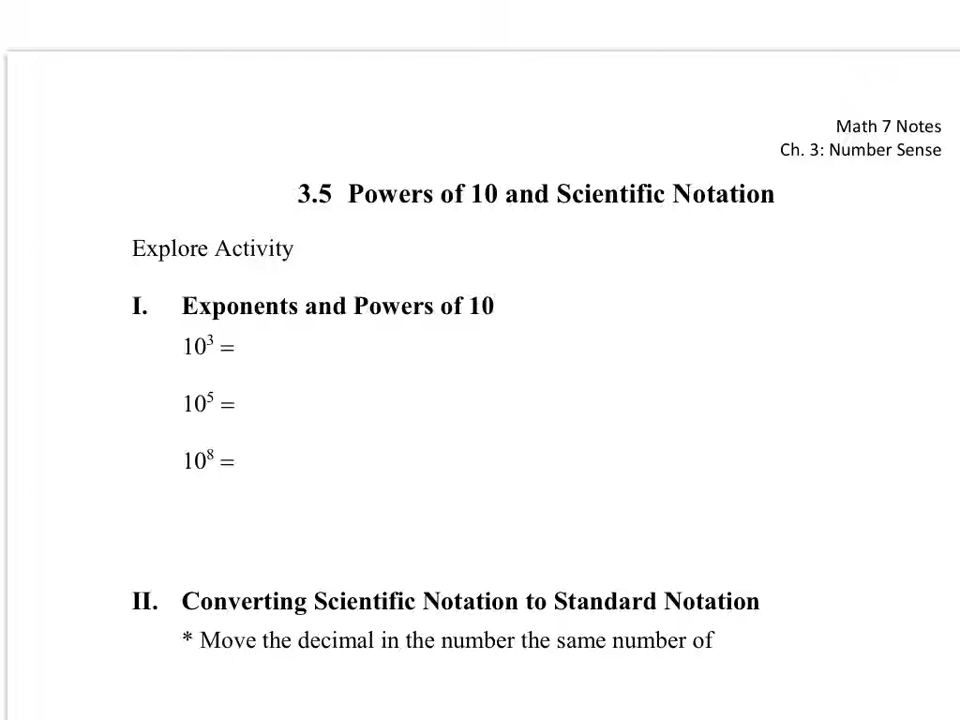 Math 7 Notes
Ch. 3: Number Sense
3.5 Powers of 10 and Scientific Notation
Explore Activity
I. Exponents and Powers of 10
10³ =
10⁵ =
10⁸ =
II. Converting Scientific Notation to Standard Notation
* Move the decimal in the number the same number of